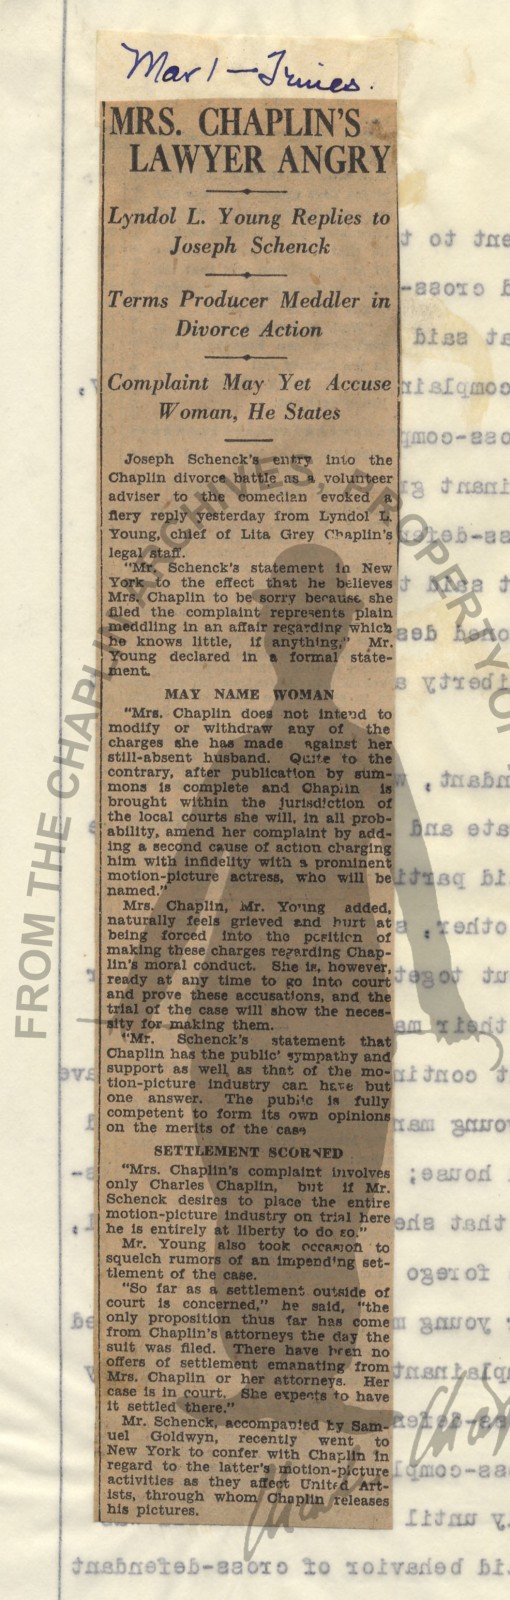 Mar 1 — Times.
MRS. CHAPLIN'S
LAWYER ANGRY
Lyndol L. Young Replies to
Joseph Schenck
Terms Producer Meddler in
Divorce Action
Complaint May Yet Accuse
Woman, He States
Joseph Schenck's entry into the
Chaplin divorce battle as a volunteer
adviser to the comedian evoked a
fiery reply yesterday from Lyndol L.
Young, chief of Lita Grey Chaplin's
legal staff.
"Mr. Schenck's statement in New
York to the effect that he believes
Mrs. Chaplin to be sorry because she
filed the complaint represents plain
meddling in an affair regarding which
he knows little, if anything," Mr.
Young declared in a formal state-
ment.
MAY NAME WOMAN
"Mrs. Chaplin does not intend to
modify or withdraw any of the
charges she has made against her
still-absent husband. Quite to the
contrary, after publication by sum-
mons is complete and Chaplin is
brought within the jurisdiction of
the local courts she will, in all prob-
ability, amend her complaint by add-
ing a second cause of action charging
him with infidelity with a prominent
motion-picture actress, who will be
named."
Mrs. Chaplin, Mr. Young added,
naturally feels grieved and hurt at
being forced into the position of
making these charges regarding Chap-
lin's moral conduct. She is, however,
ready at any time to go into court
and prove these accusations, and the
trial of the case will show the neces-
sity for making them.
"Mr. Schenck's statement that
Chaplin has the public' sympathy and
support as well as that of the mo-
tion-picture industry can have but
one answer. The public is fully
competent to form its own opinions
on the merits of the case
SETTLEMENT SCORNED
"Mrs. Chaplin's complaint involves
only Charles Chaplin, but if Mr.
Schenck desires to place the entire
motion-picture industry on trial here
he is entirely at liberty to do so."
Mr. Young also took occasion to
squelch rumors of an impending set-
tlement of the case.
"So far as a settlement outside of
court is concerned," he said, "the
only proposition thus far has come
from Chaplin's attorneys the day the
suit was filed. There have been no
offers of settlement emanating from
Mrs. Chaplin or her attorneys. Her
case is in court. She expects to have
it settled there."
Mr. Schenck, accompanied by Sam-
uel Goldwyn, recently went to
New York to confer with Chaplin in
regard to the latter's motion-picture
activities as they affect United Art-
ists, through whom Chaplin releases
his pictures.
FROM THE CHAPLIN ARCHIVES, PROPERTY OF